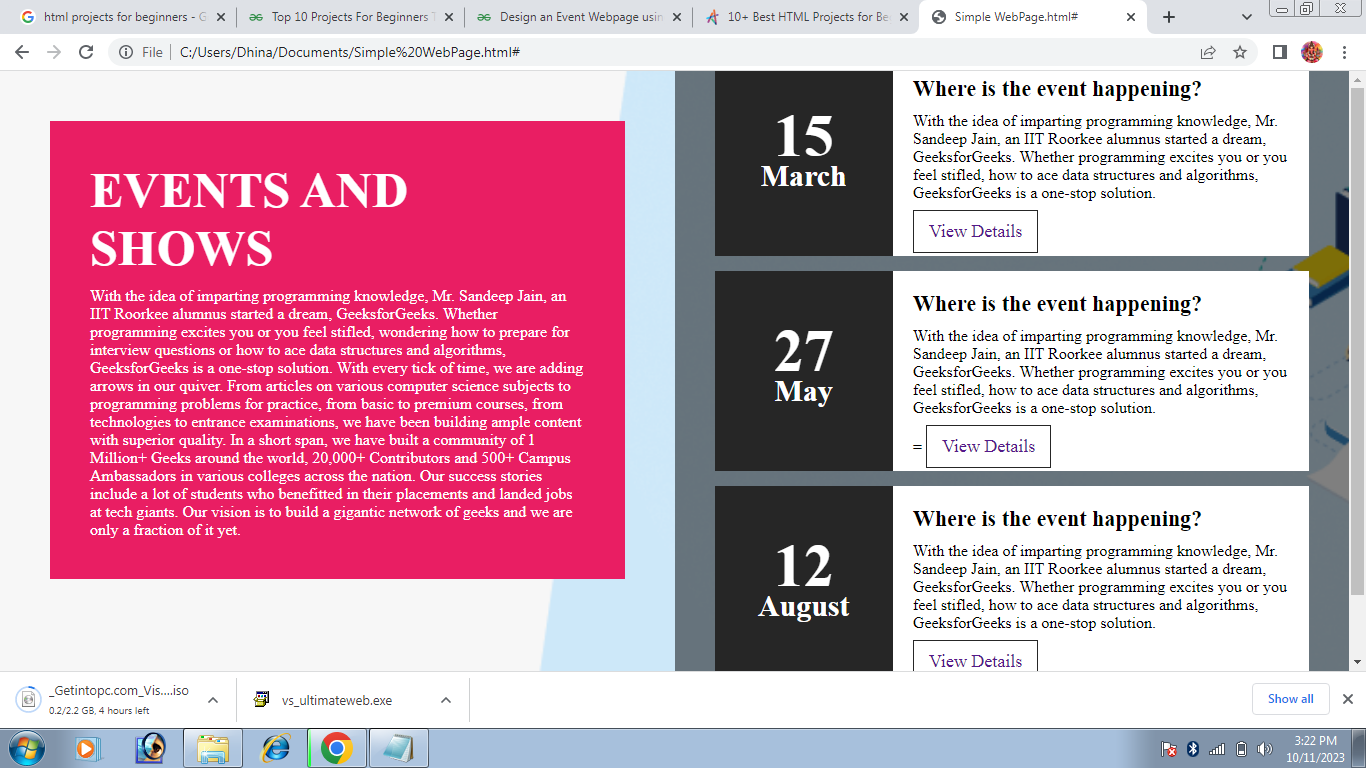 html projects for beginners - G
Top 10 Projects For Beginners T
Design an Event Webpage usin
10+ Best HTML Projects for Be
Simple WebPage.html#
File
C:/Users/Dhina/Documents/Simple%20WebPage.html#
EVENTS AND
SHOWS
With the idea of imparting programming knowledge, Mr. Sandeep Jain, an
IIT Roorkee alumnus started a dream, GeeksforGeeks. Whether
programming excites you or you feel stifled, wondering how to prepare for
interview questions or how to ace data structures and algorithms,
GeeksforGeeks is a one-stop solution. With every tick of time, we are adding
arrows in our quiver. From articles on various computer science subjects to
programming problems for practice, from basic to premium courses, from
technologies to entrance examinations, we have been building ample content
with superior quality. In a short span, we have built a community of 1
Million+ Geeks around the world, 20,000+ Contributors and 500+ Campus
Ambassadors in various colleges across the nation. Our success stories
include a lot of students who benefitted in their placements and landed jobs
at tech giants. Our vision is to build a gigantic network of geeks and we are
only a fraction of it yet.
15
March
Where is the event happening?
With the idea of imparting programming knowledge, Mr.
Sandeep Jain, an IIT Roorkee alumnus started a dream,
GeeksforGeeks. Whether programming excites you or you
feel stifled, how to ace data structures and algorithms,
GeeksforGeeks is a one-stop solution.
View Details
27
May
Where is the event happening?
With the idea of imparting programming knowledge, Mr.
Sandeep Jain, an IIT Roorkee alumnus started a dream,
GeeksforGeeks. Whether programming excites you or you
feel stifled, how to ace data structures and algorithms,
GeeksforGeeks is a one-stop solution.
= View Details
12
August
Where is the event happening?
With the idea of imparting programming knowledge, Mr.
Sandeep Jain, an IIT Roorkee alumnus started a dream,
GeeksforGeeks. Whether programming excites you or you
feel stifled, how to ace data structures and algorithms,
GeeksforGeeks is a one-stop solution.
View Details
_Getintopc.com_Vis....iso
0.2/2.2 GB, 4 hours left
vs_ultimateweb.exe
Show all
3:22 PM
10/11/2023